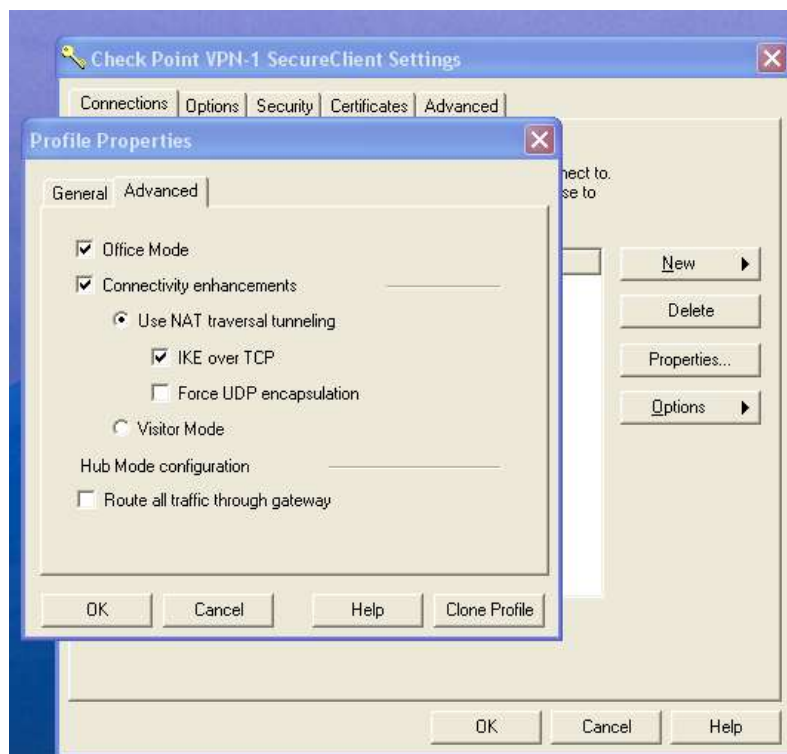 Check Point VPN-1 SecureClient Settings
Connections Options Security Certificates Advanced
Profile Properties
nect to.
se to
General Advanced
Office Mode
Connectivity enhancements
Use NAT traversal tunneling
IKE over TCP
Force UDP encapsulation
Visitor Mode
Hub Mode configuration
Route all traffic through gateway
OK Cancel Help Clone Profile
New
Delete
Properties...
Options
OK Cancel Help